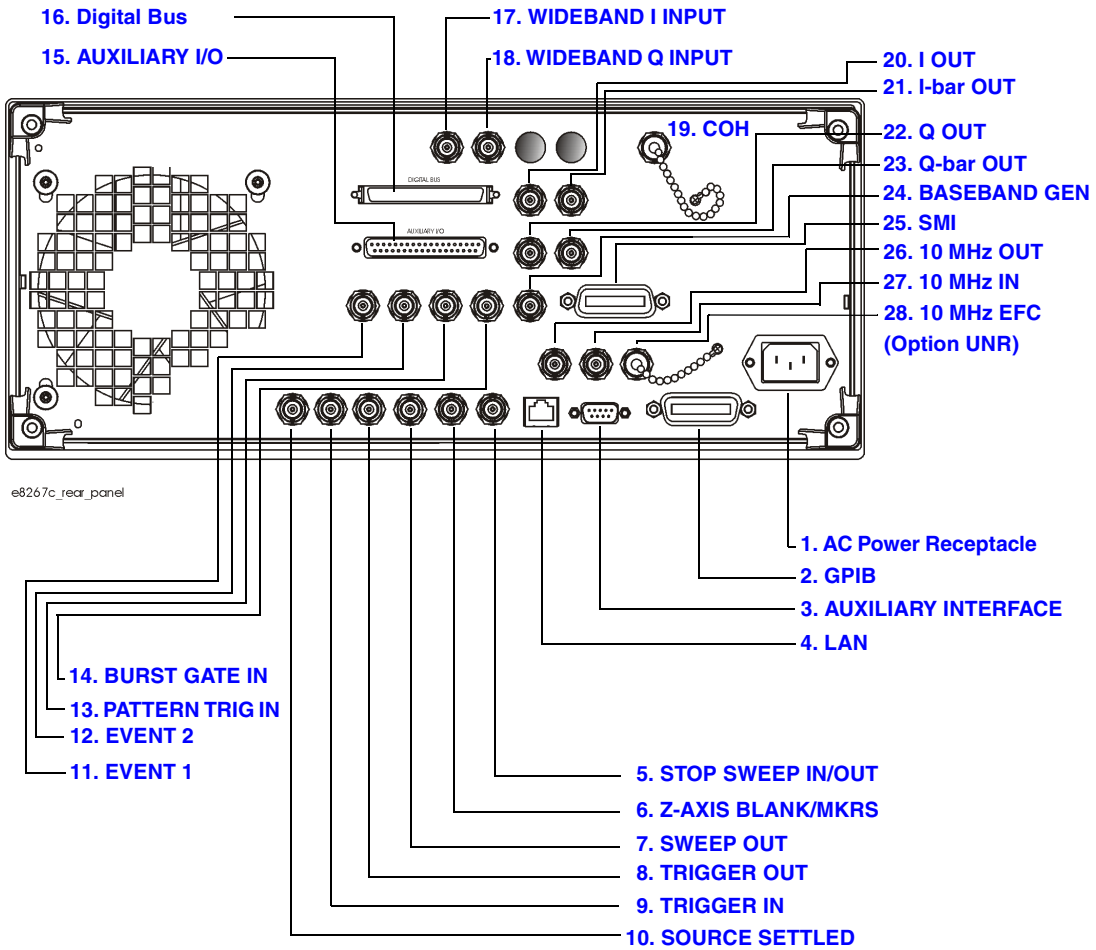 16. Digital Bus
17. WIDEBAND I INPUT
15. AUXILIARY I/O
18. WIDEBAND Q INPUT
20. I OUT
21. I-bar OUT
19. COH
22. Q OUT
23. Q-bar OUT
24. BASEBAND GEN
25. SMI
26. 10 MHz OUT
27. 10 MHz IN
28. 10 MHz EFC
(Option UNR)
DIGITAL BUS
AUXILIARY I/O
e8267c_rear_panel
1. AC Power Receptacle
2. GPIB
3. AUXILIARY INTERFACE
4. LAN
14. BURST GATE IN
13. PATTERN TRIG IN
12. EVENT 2
11. EVENT 1
5. STOP SWEEP IN/OUT
6. Z-AXIS BLANK/MKRS
7. SWEEP OUT
8. TRIGGER OUT
9. TRIGGER IN
10. SOURCE SETTLED